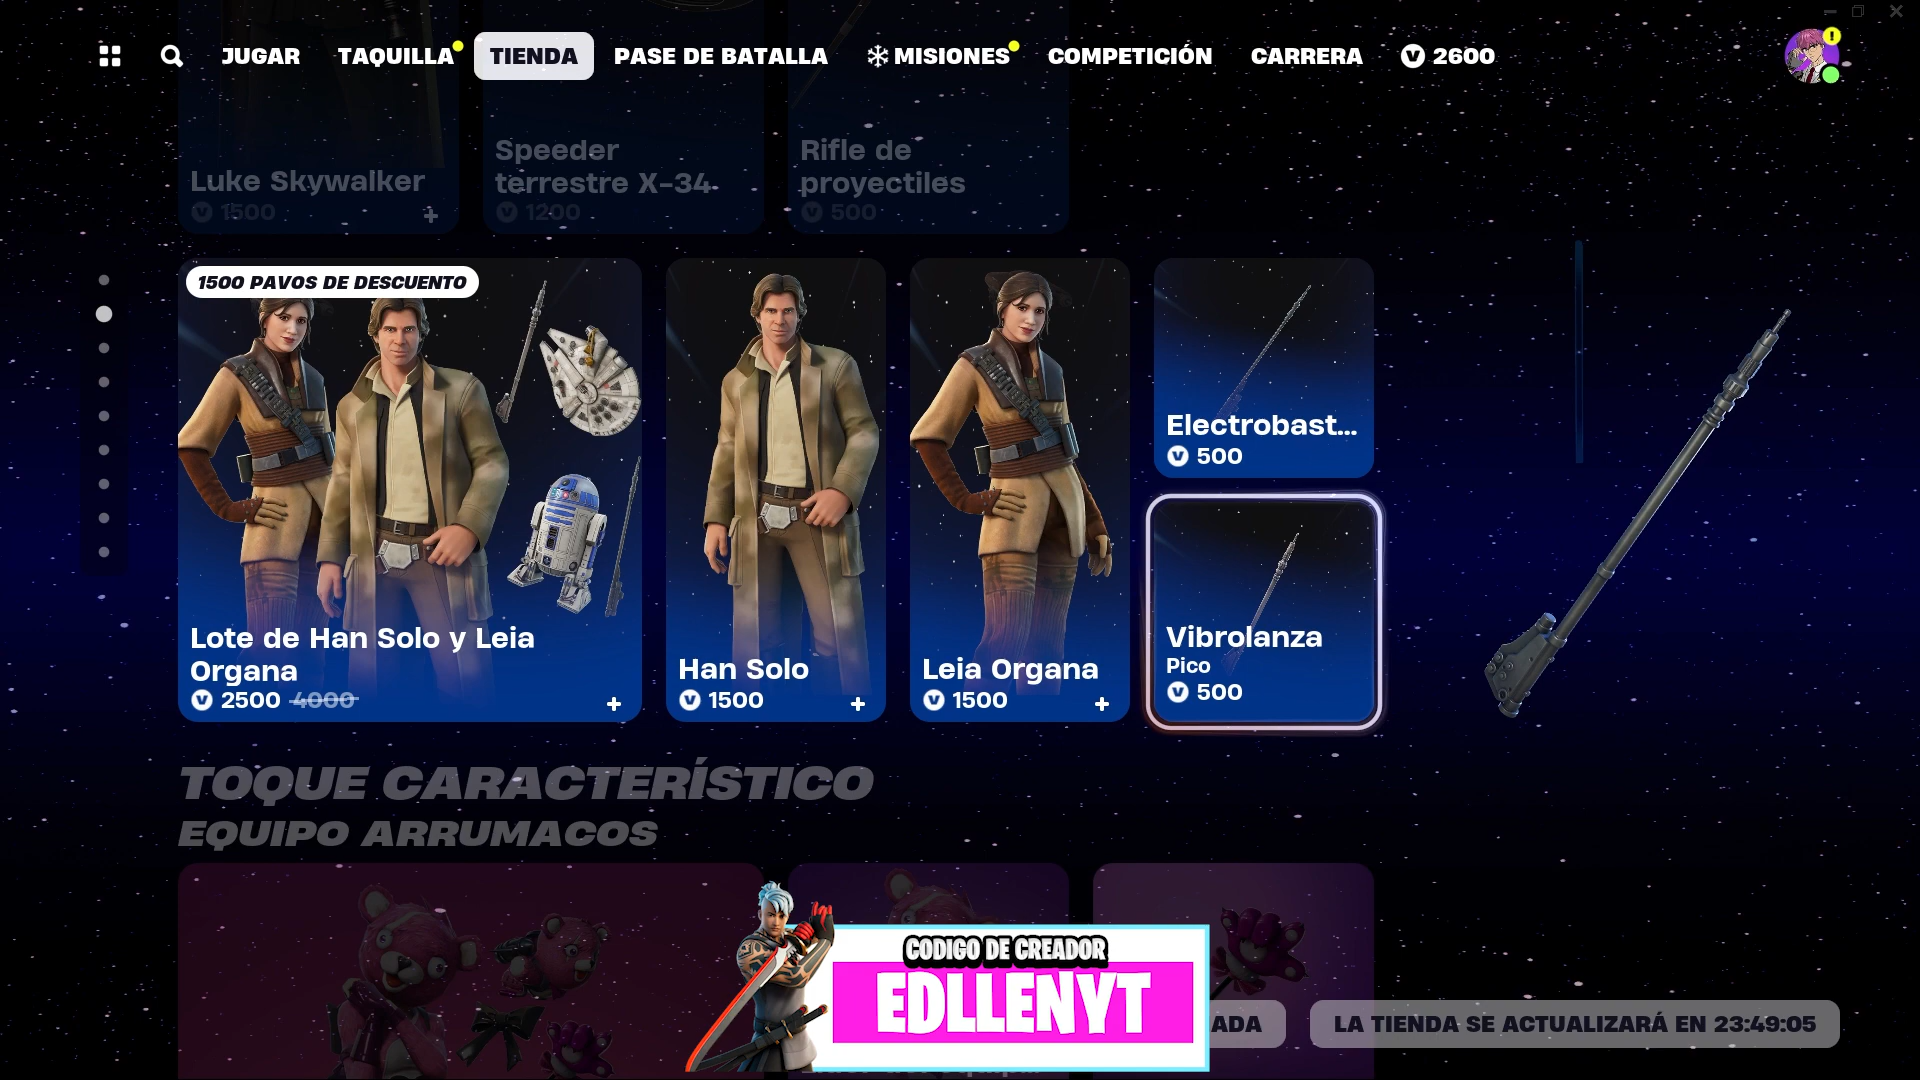 JUGAR
TAQUILLA
TIENDA
PASE DE BATALLA
MISIONES
COMPETICIÓN
CARRERA
2600
Luke Skywalker
1500
Speeder
terrestre X-34
1200
Rifle de
proyectiles
500
1500 PAVOS DE DESCUENTO
Lote de Han Solo y Leia
Organa
2500 4000
Han Solo
1500
Leia Organa
1500
Electrobast...
500
Vibrolanza
Pico
500
TOQUE CARACTERÍSTICO
EQUIPO ARRUMACOS
CODIGO DE CREADOR
EDLLENYT
ADA
LA TIENDA SE ACTUALIZARÁ EN 23:49:05